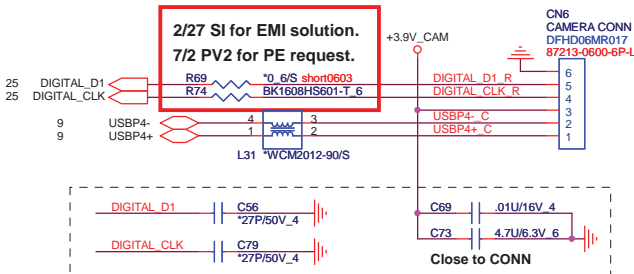 2/27 SI for EMI solution.
7/2 PV2 for PE request.
+3.9V_CAM
CN6
CAMERA CONN
DFHD06MR017
87213-0600-6P-L
25 DIGITAL_D1 R69 *0_6/S short0603 DIGITAL_D1_R 5
25 DIGITAL_CLK R74 BK1608HS601-T_6 DIGITAL_CLK_R 4
6
3
9 USBP4- 4 3 USBP4-_C 2
9 USBP4+ 1 2 USBP4+_C 1
L31 *WCM2012-90/S
DIGITAL_D1 C56
*27P/50V_4
DIGITAL_CLK C79
*27P/50V_4
C69 .01U/16V_4
C73 4.7U/6.3V_6
Close to CONN